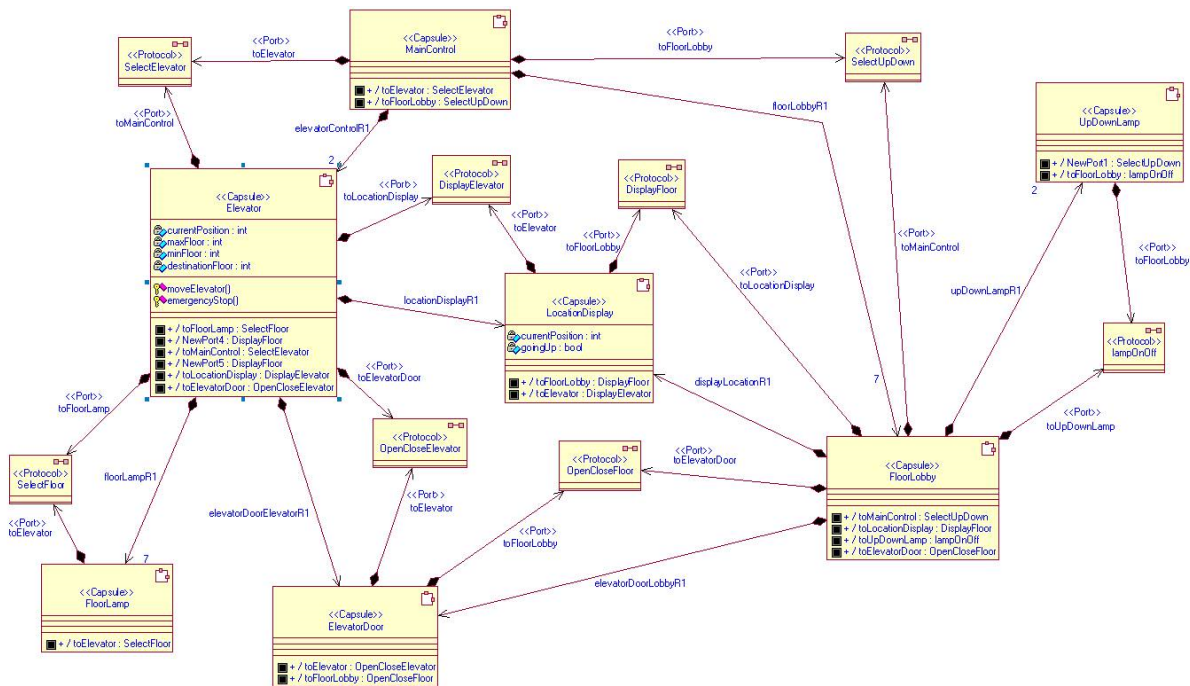 <<Capsule>>
MainControl
+ / toElevator : SelectElevator
+ / toFloorLobby : SelectUpDown
<<Port>>
toElevator
<<Protocol>>
SelectElevator
<<Port>>
toFloorLobby
<<Protocol>>
SelectUpDown
<<Port>>
toMainControl
elevatorControlR1
2
floorLobbyR1
<<Capsule>>
UpDownLamp
+ / NewPort1 : SelectUpDown
+ / toFloorLobby : lampOnOff
2
<<Capsule>>
Elevator
currentPosition : int
maxFloor : int
minFloor : int
destinationFloor : int
moveElevator()
emergencyStop()
+ / toFloorLamp : SelectFloor
+ / NewPort4 : DisplayFloor
+ / toMainControl : SelectElevator
+ / NewPort5 : DisplayFloor
+ / toLocationDisplay : DisplayElevator
+ / toElevatorDoor : OpenCloseElevator
<<Port>>
toLocationDisplay
<<Protocol>>
DisplayElevator
<<Port>>
toElevator
<<Protocol>>
DisplayFloor
<<Port>>
toFloorLobby
<<Port>>
toMainControl
<<Port>>
toLocationDisplay
<<Port>>
toFloorLobby
upDownLampR1
locationDisplayR1
<<Capsule>>
LocationDisplay
currentPosition : int
goingUp : bool
+ / toFloorLobby : DisplayFloor
+ / toElevator : DisplayElevator
<<Protocol>>
lampOnOff
displayLocationR1
7
<<Port>>
toUpDownLamp
<<Port>>
toElevatorDoor
<<Port>>
toFloorLamp
<<Protocol>>
OpenCloseElevator
<<Protocol>>
OpenCloseFloor
<<Port>>
toElevatorDoor
<<Capsule>>
FloorLobby
+ / toMainControl : SelectUpDown
+ / toLocationDisplay : DisplayFloor
+ / toUpDownLamp : lampOnOff
+ / toElevatorDoor : OpenCloseFloor
<<Protocol>>
SelectFloor
floorLampR1
<<Port>>
toElevator
elevatorDoorElevatorR1
<<Port>>
toElevator
<<Port>>
toFloorLobby
elevatorDoorLobbyR1
7
<<Capsule>>
FloorLamp
+ / toElevator : SelectFloor
<<Capsule>>
ElevatorDoor
+ / toElevator : OpenCloseElevator
+ / toFloorLobby : OpenCloseFloor